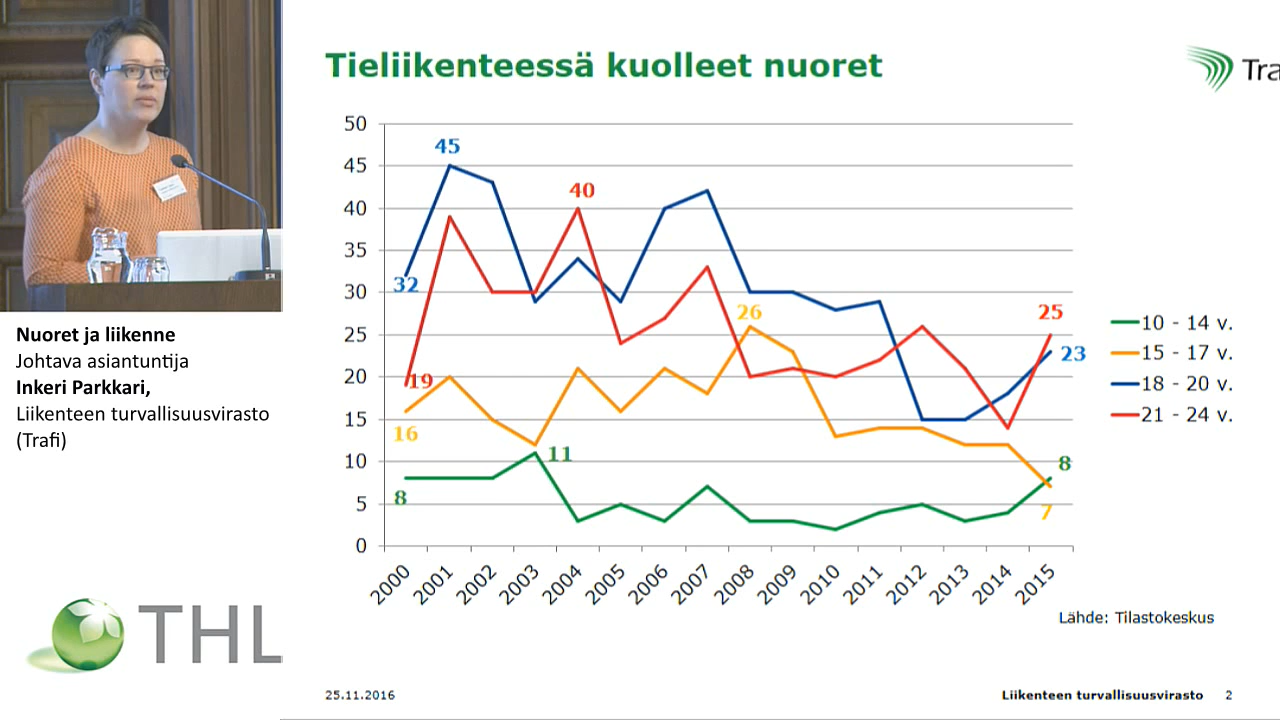 Tieliikenteessä kuolleet nuoret
Tra
50
45
40
35
30
25
20
15
10
5
0
45
40
32
19
16
8
11
26
25
23
8
7
2000
2001
2002
2003
2004
2005
2006
2007
2008
2009
2010
2011
2012
2013
2014
2015
10 - 14 v.
15 - 17 v.
18 - 20 v.
21 - 24 v.
Lähde: Tilastokeskus
Nuoret ja liikenne
Johtava asiantuntija
Inkeri Parkkari,
Liikenteen turvallisuusvirasto
(Trafi)
THL
25.11.2016
Liikenteen turvallisuusvirasto 2